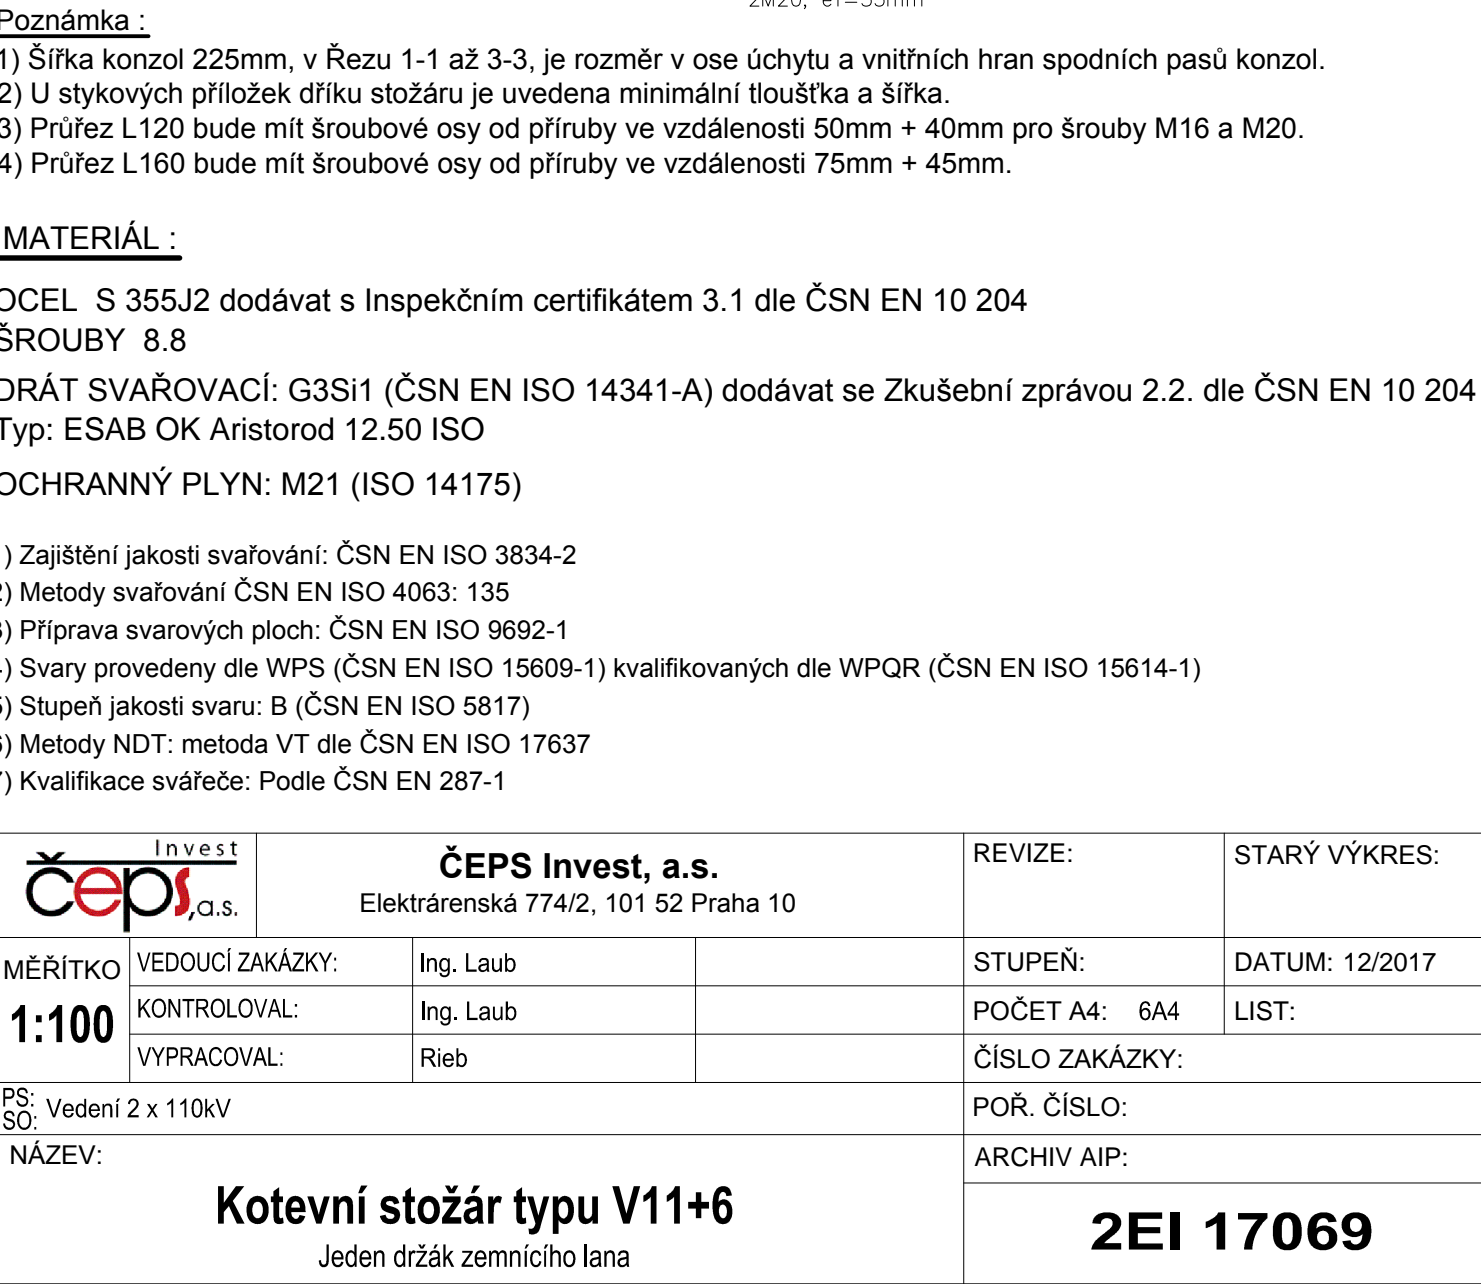 2M20, e1=35mm
Poznámka :
1) Šířka konzol 225mm, v Řezu 1-1 až 3-3, je rozměr v ose úchytu a vnitřních hran spodních pasů konzol.
2) U stykových příložek dříku stožáru je uvedena minimální tloušťka a šířka.
3) Průřez L120 bude mít šroubové osy od příruby ve vzdálenosti 50mm + 40mm pro šrouby M16 a M20.
4) Průřez L160 bude mít šroubové osy od příruby ve vzdálenosti 75mm + 45mm.
MATERIÁL :
OCEL S 355J2 dodávat s Inspekčním certifikátem 3.1 dle ČSN EN 10 204
ŠROUBY 8.8
DRÁT SVAŘOVACÍ: G3Si1 (ČSN EN ISO 14341-A) dodávat se Zkušební zprávou 2.2. dle ČSN EN 10 204
Typ: ESAB OK Aristorod 12.50 ISO
OCHRANNÝ PLYN: M21 (ISO 14175)
1) Zajištění jakosti svařování: ČSN EN ISO 3834-2
2) Metody svařování ČSN EN ISO 4063: 135
3) Příprava svarových ploch: ČSN EN ISO 9692-1
4) Svary provedeny dle WPS (ČSN EN ISO 15609-1) kvalifikovaných dle WPQR (ČSN EN ISO 15614-1)
5) Stupeň jakosti svaru: B (ČSN EN ISO 5817)
6) Metody NDT: metoda VT dle ČSN EN ISO 17637
7) Kvalifikace svářeče: Podle ČSN EN 287-1
Invest
čeps,a.s.
ČEPS Invest, a.s.
Elektrárenská 774/2, 101 52 Praha 10
REVIZE:
STARÝ VÝKRES:
MĚŘÍTKO
1:100
VEDOUCÍ ZAKÁZKY: Ing. Laub
STUPEŇ:
DATUM: 12/2017
KONTROLOVAL: Ing. Laub
POČET A4: 6A4
LIST:
VYPRACOVAL: Rieb
ČÍSLO ZAKÁZKY:
PS:
SO:
Vedení 2 x 110kV
POŘ. ČÍSLO:
NÁZEV:
ARCHIV AIP:
Kotevní stožár typu V11+6
Jeden držák zemnícího lana
2EI 17069